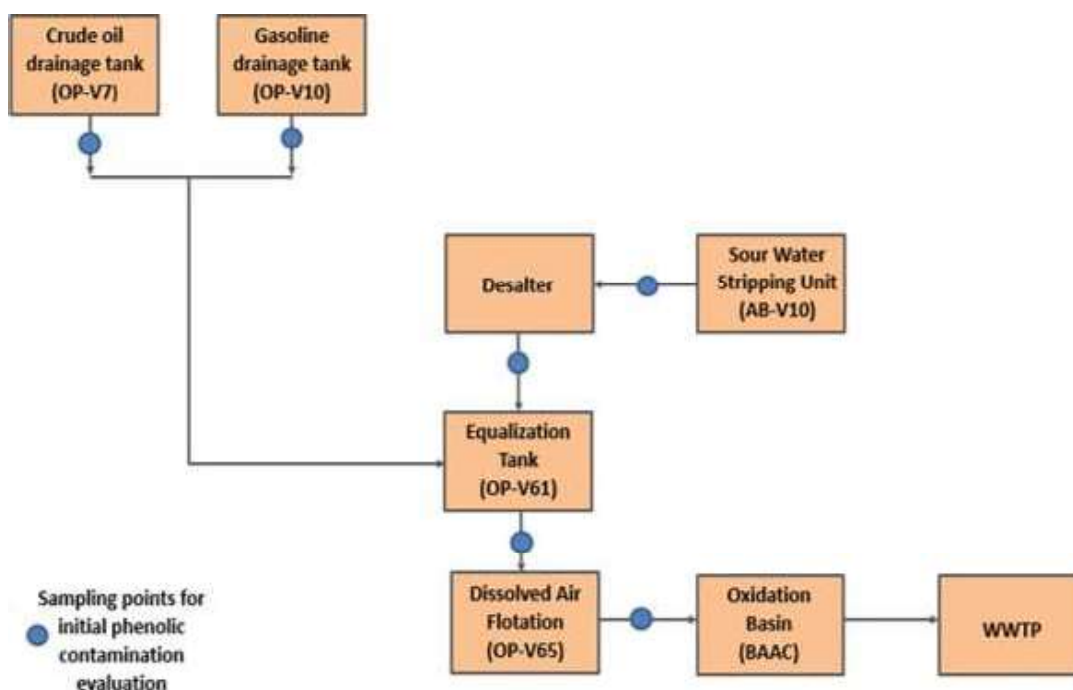 Crude oil
drainage tank
(OP-V7)
Gasoline
drainage tank
(OP-V10)
Desalter
Sour Water
Stripping Unit
(AB-V10)
Equalization
Tank
(OP-V61)
Dissolved Air
Flotation
(OP-V65)
Oxidation
Basin
(BAAC)
WWTP
Sampling points for
initial phenolic
contamination
evaluation